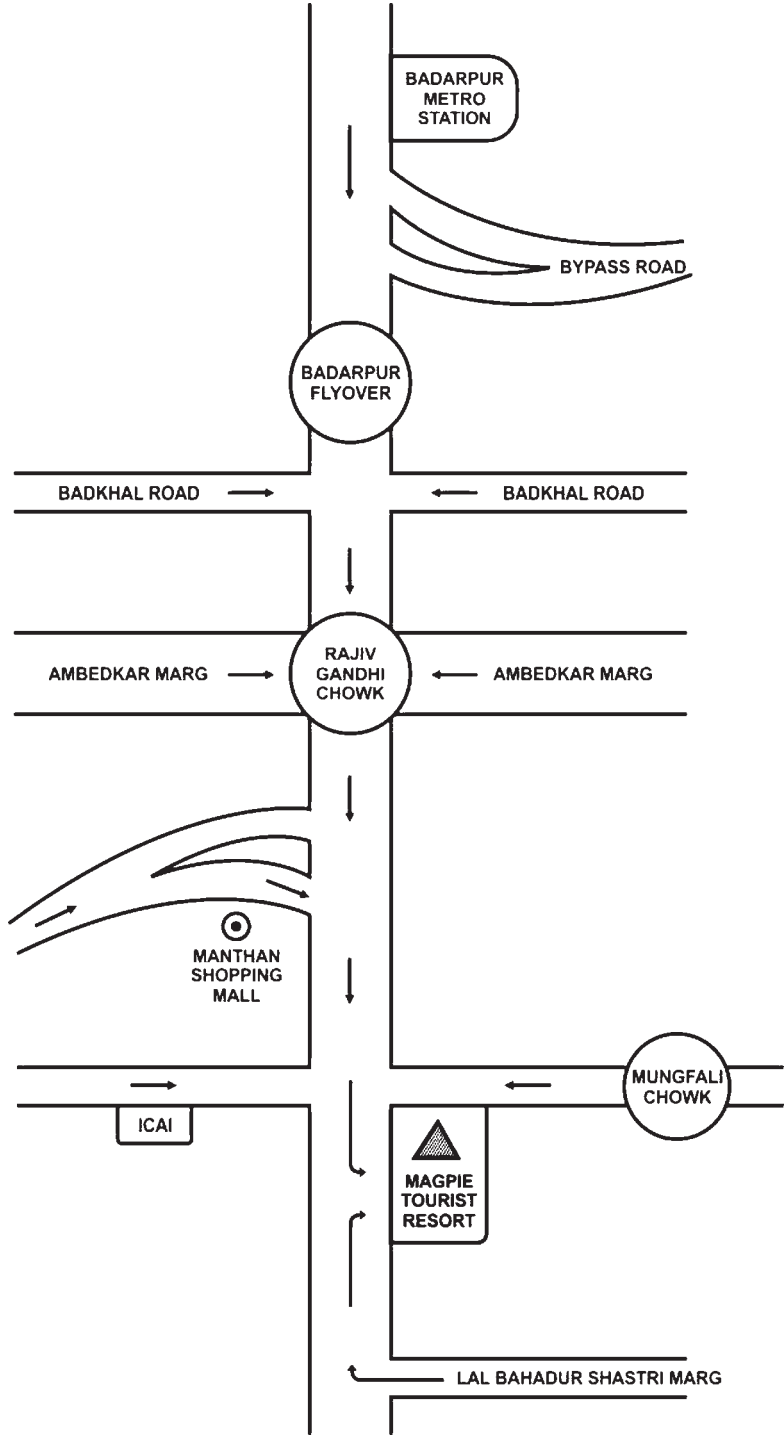 BADARPUR
METRO
STATION
BYPASS ROAD
BADARPUR
FLYOVER
BADKHAL ROAD
BADKHAL ROAD
RAJIV
GANDHI
CHOWK
AMBEDKAR MARG
AMBEDKAR MARG
MANTHAN
SHOPPING
MALL
MUNGFALI
CHOWK
ICAI
MAGPIE
TOURIST
RESORT
LAL BAHADUR SHASTRI MARG